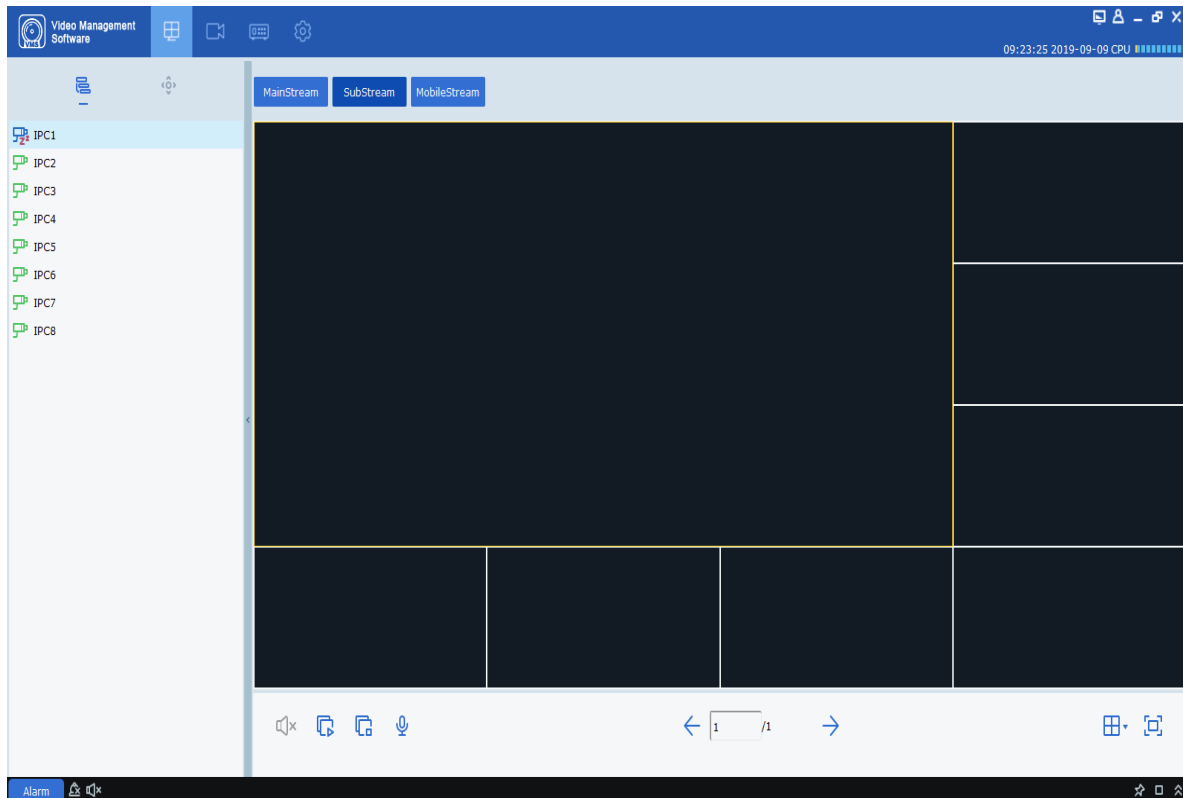 Video Management
Software
09:23:25 2019-09-09 CPU
MainStream SubStream MobileStream
IPC1
IPC2
IPC3
IPC4
IPC5
IPC6
IPC7
IPC8
1 /1
Alarm